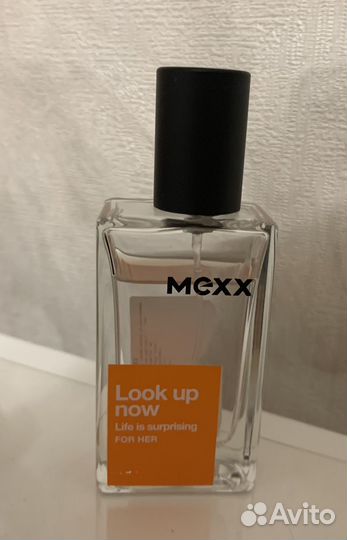 Mexx
Look up
now
Life is surprising
FOR HER
Avito